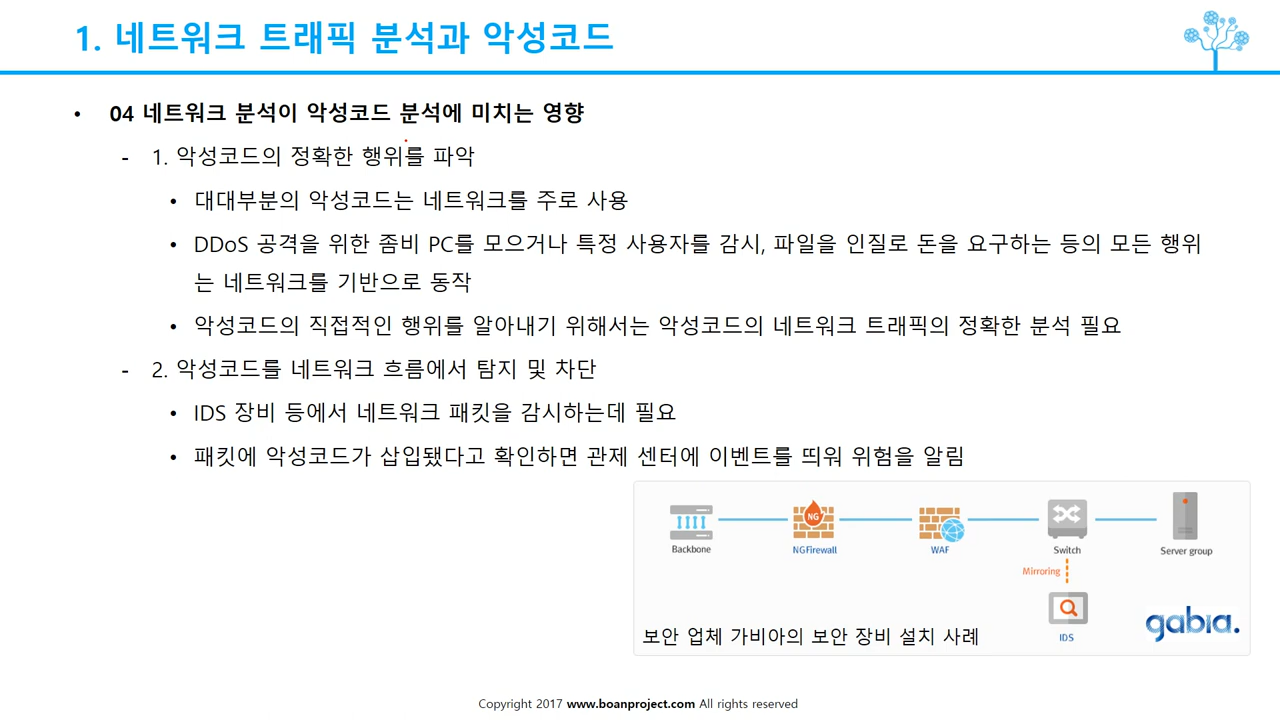 1. 네트워크 트래픽 분석과 악성코드
• 04 네트워크 분석이 악성코드 분석에 미치는 영향
- 1. 악성코드의 정확한 행위를 파악
• 대대부분의 악성코드는 네트워크를 주로 사용
• DDoS 공격을 위한 좀비 PC를 모으거나 특정 사용자를 감시, 파일을 인질로 돈을 요구하는 등의 모든 행위
는 네트워크를 기반으로 동작
• 악성코드의 직접적인 행위를 알아내기 위해서는 악성코드의 네트워크 트래픽의 정확한 분석 필요
- 2. 악성코드를 네트워크 흐름에서 탐지 및 차단
• IDS 장비 등에서 네트워크 패킷을 감시하는데 필요
• 패킷에 악성코드가 삽입됐다고 확인하면 관제 센터에 이벤트를 띄워 위험을 알림
NG
Backbone NGFirewall WAF Switch Server group
Mirroring
IDS
보안 업체 가비아의 보안 장비 설치 사례
gabia.
Copyright 2017 www.boanproject.com All rights reserved